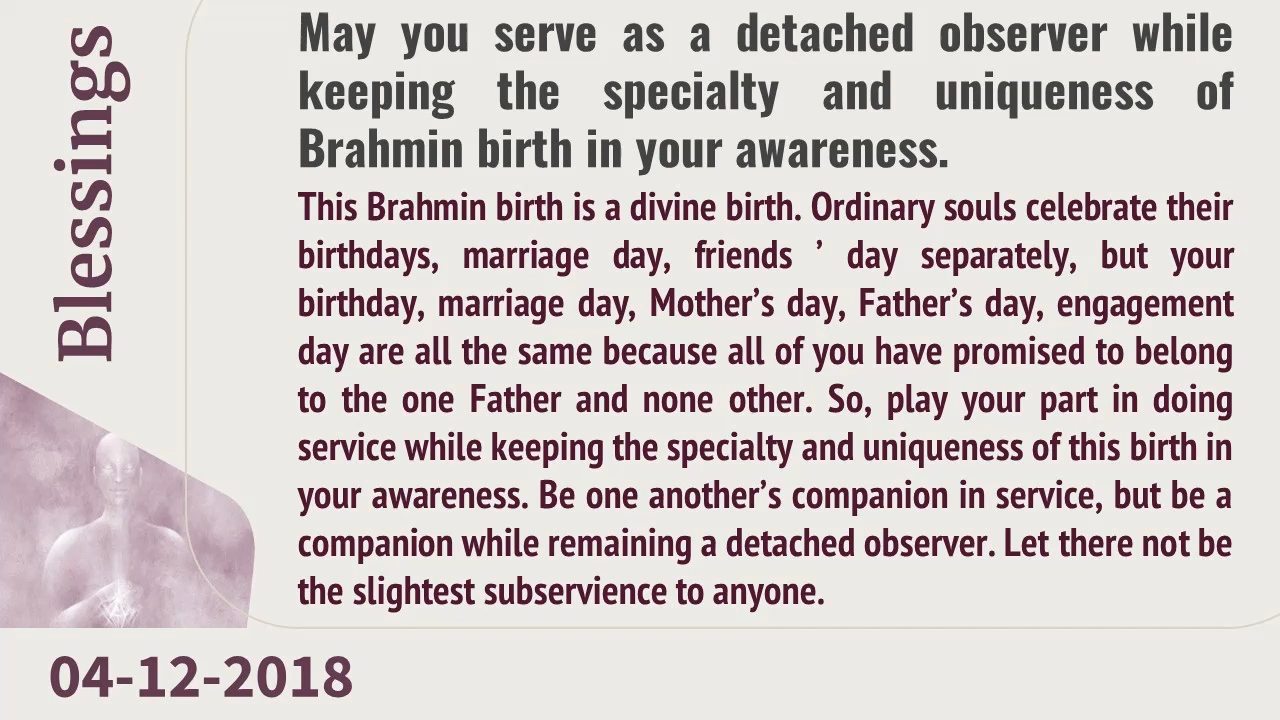 Blessings
May you serve as a detached observer while
keeping the specialty and uniqueness of
Brahmin birth in your awareness.
This Brahmin birth is a divine birth. Ordinary souls celebrate their
birthdays, marriage day, friends ’ day separately, but your
birthday, marriage day, Mother’s day, Father’s day, engagement
day are all the same because all of you have promised to belong
to the one Father and none other. So, play your part in doing
service while keeping the specialty and uniqueness of this birth in
your awareness. Be one another’s companion in service, but be a
companion while remaining a detached observer. Let there not be
the slightest subservience to anyone.
04-12-2018